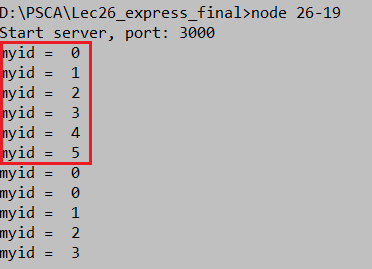 D:\PSCA\Lec26_express_final>node 26-19
Start server, port: 3000
myid =  0
myid =  1
myid =  2
myid =  3
myid =  4
myid =  5
myid =  0
myid =  0
myid =  1
myid =  2
myid =  3